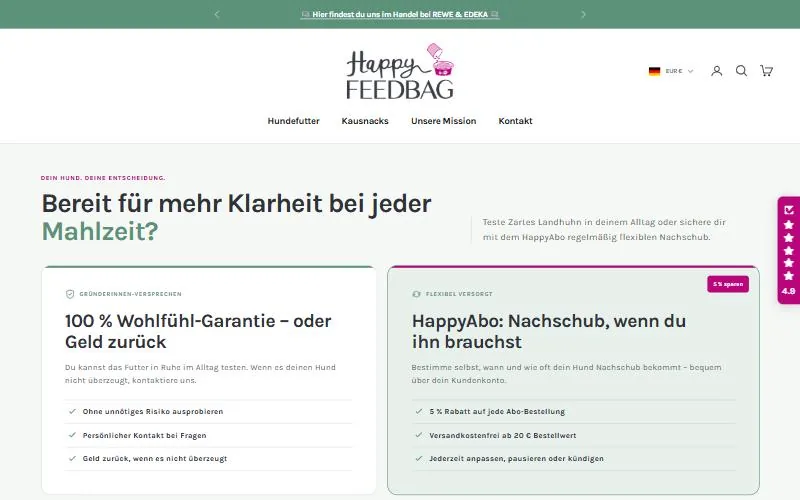 Hier findest du uns im Handel bei REWE & EDEKA
Happy
FEEDBAG
EUR €
Hundefutter Kausnacks Unsere Mission Kontakt
DEIN HUND. DEINE ENTSCHEIDUNG.
Bereit für mehr Klarheit bei jeder
Mahlzeit?
Teste Zartes Landhuhn in deinem Alltag oder sichere dir
mit dem HappyAbo regelmäßig flexiblen Nachschub.
4.9
GRÜNDERINNEN-VERSPRECHEN
100 % Wohlfühl-Garantie – oder
Geld zurück
Du kannst das Futter in Ruhe im Alltag testen. Wenn es deinen Hund
nicht überzeugt, kontaktiere uns.
Ohne unnötiges Risiko ausprobieren
Persönlicher Kontakt bei Fragen
Geld zurück, wenn es nicht überzeugt
5 % sparen
FLEXIBEL VERSORGT
HappyAbo: Nachschub, wenn du
ihn brauchst
Bestimme selbst, wann und wie oft dein Hund Nachschub bekommt – bequem
über dein Kundenkonto.
5 % Rabatt auf jede Abo-Bestellung
Versandkostenfrei ab 20 € Bestellwert
Jederzeit anpassen, pausieren oder kündigen